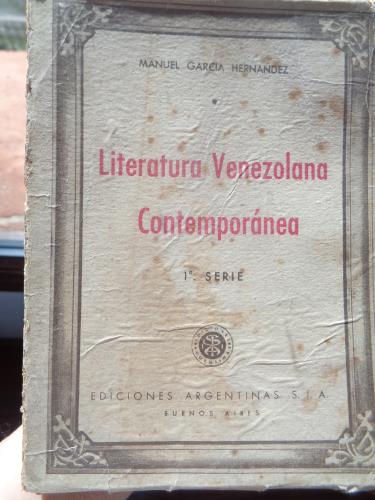 MANUEL GARCIA HERNANDEZ
Literatura Venezolana
Contemporánea
1ª. SERIE
EDICIONES ARGENTINAS S. I. A.
BUENOS AIRES